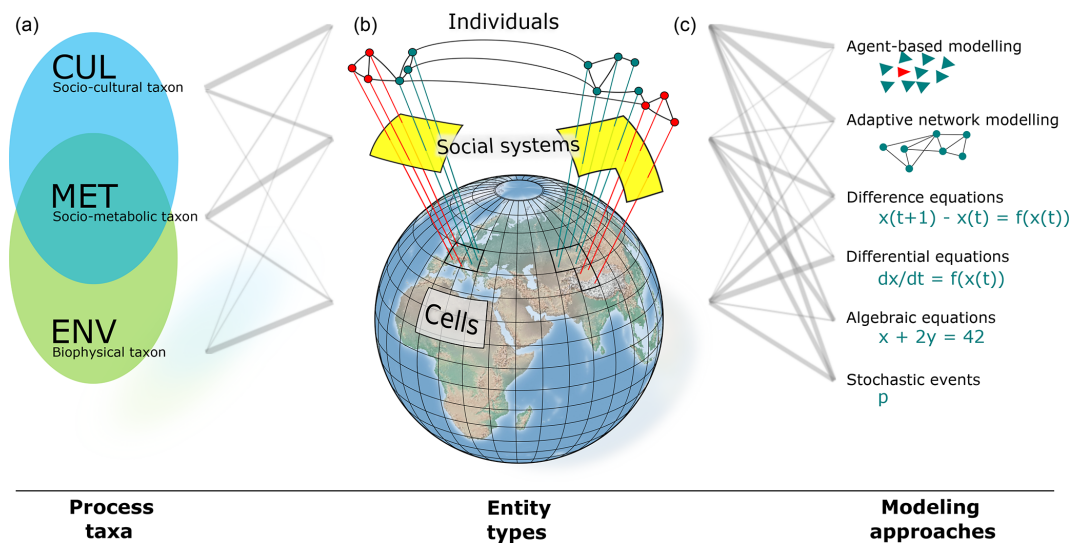 (a)
CUL
Socio-cultural taxon
MET
Socio-metabolic taxon
ENV
Biophysical taxon
(b)
Individuals
Social systems
Cells
(c)
Agent-based modelling
Adaptive network modelling
Difference equations
x(t+1) - x(t) = f(x(t))
Differential equations
dx/dt = f(x(t))
Algebraic equations
x + 2y = 42
Stochastic events
p
Process
taxa
Entity
types
Modeling
approaches